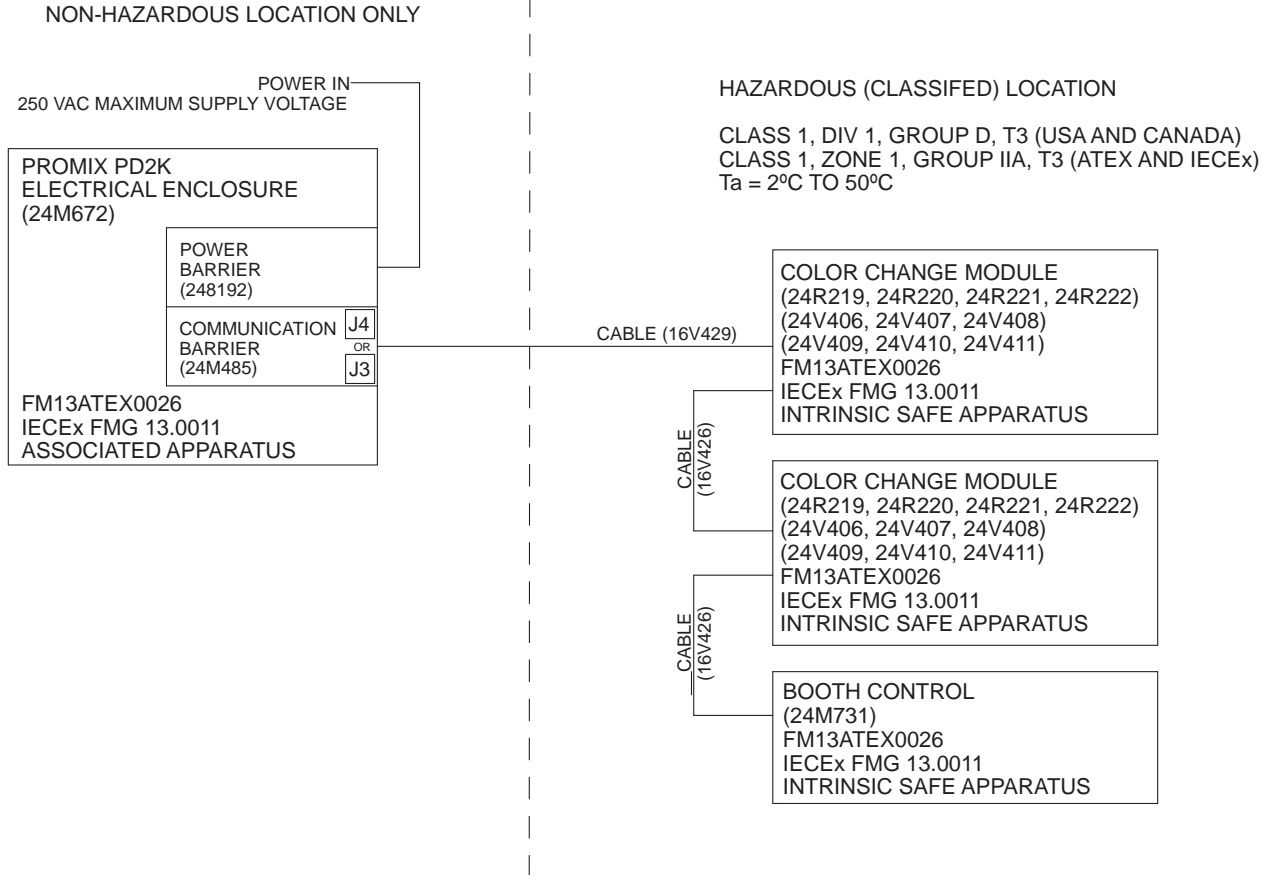 NON-HAZARDOUS LOCATION ONLY
POWER IN
250 VAC MAXIMUM SUPPLY VOLTAGE
PROMIX PD2K
ELECTRICAL ENCLOSURE
(24M672)
POWER
BARRIER
(248192)
COMMUNICATION
BARRIER
(24M485)
J4
OR
J3
FM13ATEX0026
IECEx FMG 13.0011
ASSOCIATED APPARATUS
HAZARDOUS (CLASSIFED) LOCATION
CLASS 1, DIV 1, GROUP D, T3 (USA AND CANADA)
CLASS 1, ZONE 1, GROUP IIA, T3 (ATEX AND IECEx)
Ta = 2ºC TO 50ºC
CABLE (16V429)
COLOR CHANGE MODULE
(24R219, 24R220, 24R221, 24R222)
(24V406, 24V407, 24V408)
(24V409, 24V410, 24V411)
FM13ATEX0026
IECEx FMG 13.0011
INTRINSIC SAFE APPARATUS
CABLE
(16V426)
COLOR CHANGE MODULE
(24R219, 24R220, 24R221, 24R222)
(24V406, 24V407, 24V408)
(24V409, 24V410, 24V411)
FM13ATEX0026
IECEx FMG 13.0011
INTRINSIC SAFE APPARATUS
CABLE
(16V426)
BOOTH CONTROL
(24M731)
FM13ATEX0026
IECEx FMG 13.0011
INTRINSIC SAFE APPARATUS